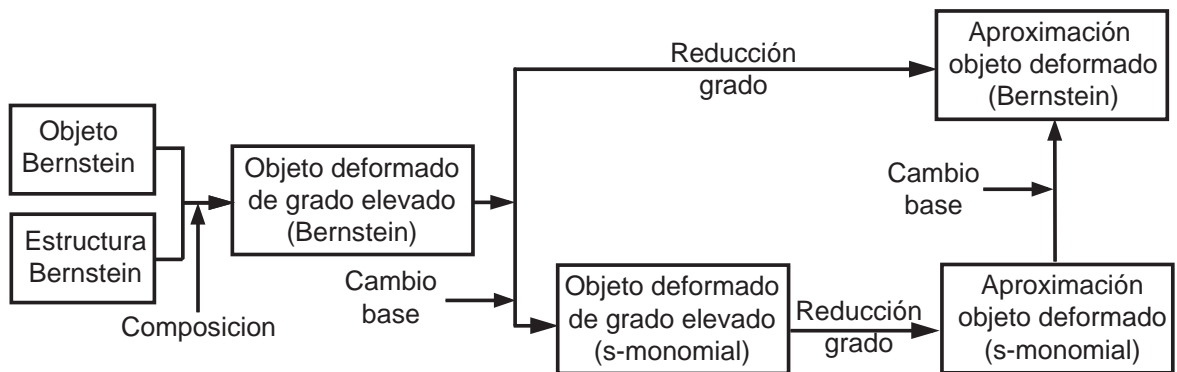 Objeto
Bernstein
Estructura
Bernstein
Composicion
Objeto deformado
de grado elevado
(Bernstein)
Reducción
grado
Aproximación
objeto deformado
(Bernstein)
Cambio
base
Cambio
base
Objeto deformado
de grado elevado
(s-monomial)
Reducción
grado
Aproximación
objeto deformado
(s-monomial)